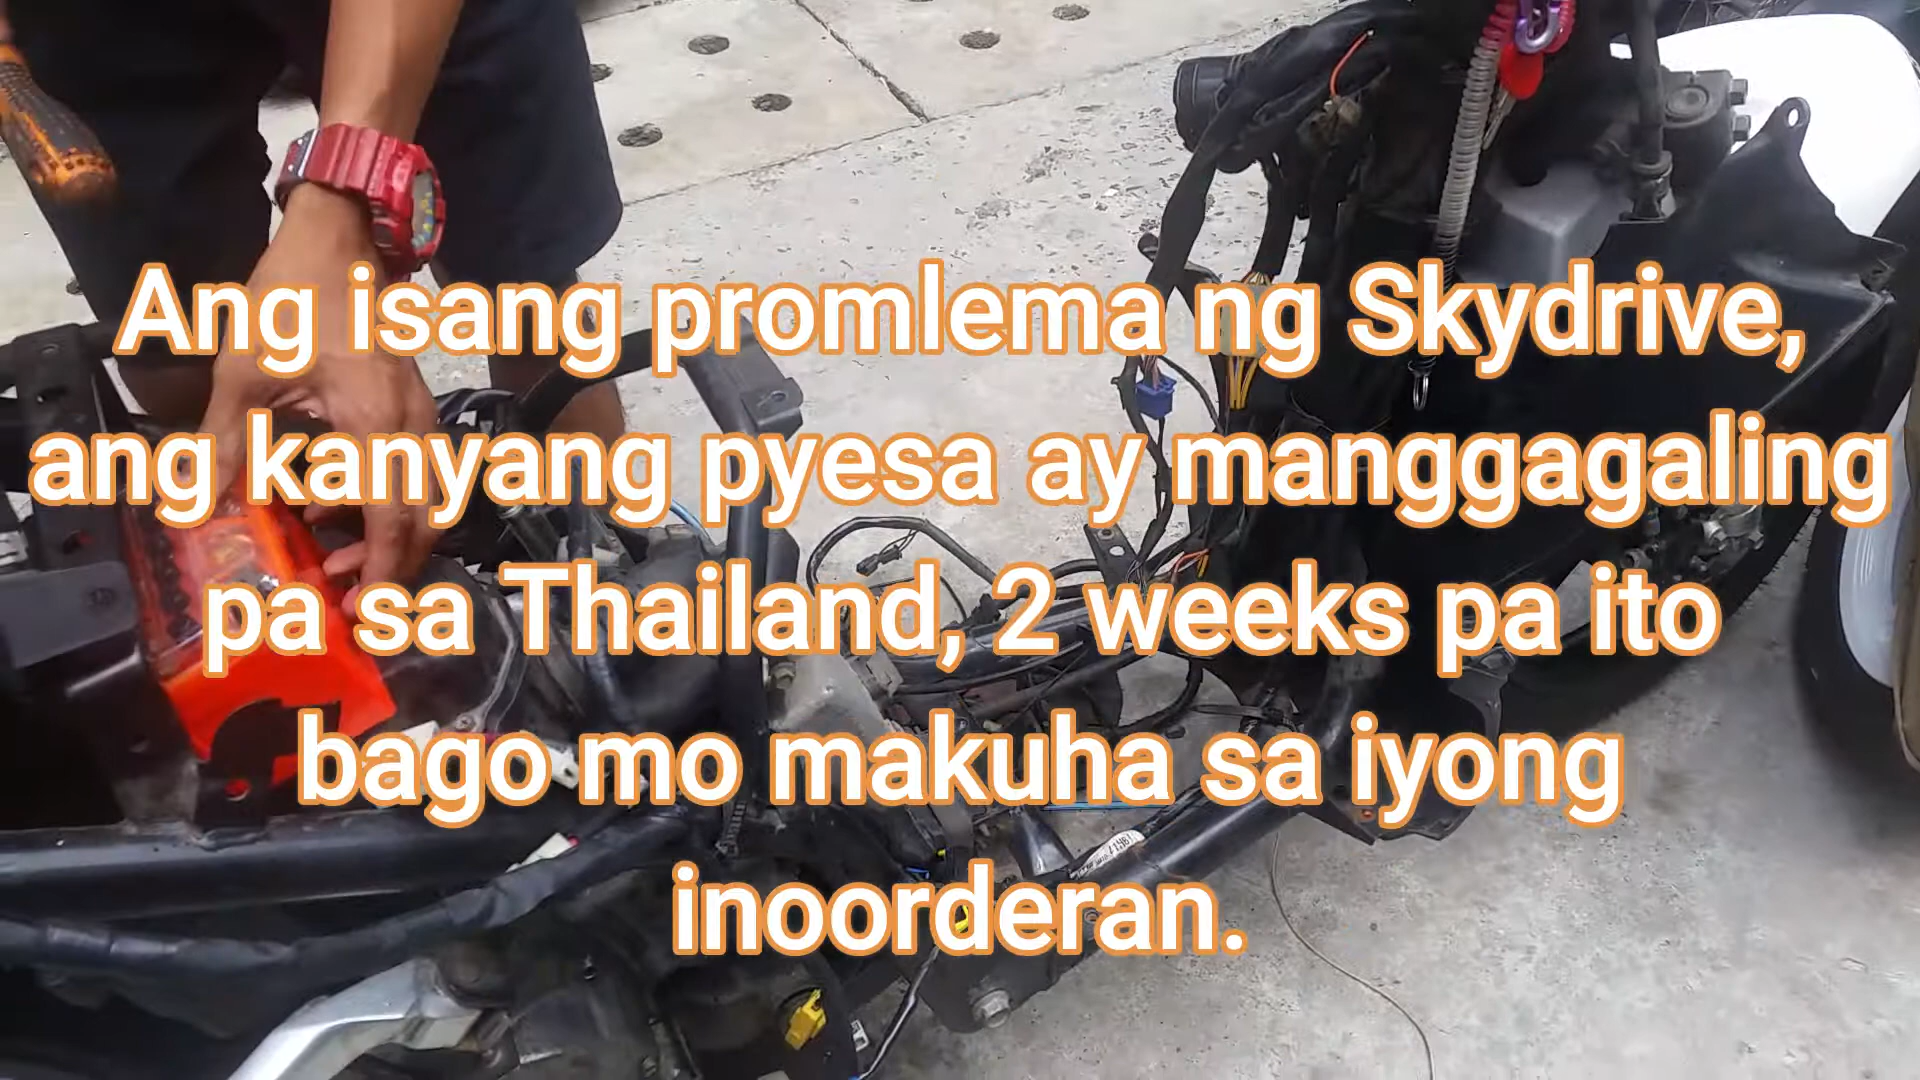 Ang isang promlema ng Skydrive,
ang kanyang pyesa ay manggagaling
pa sa Thailand, 2 weeks pa ito
bago mo makuha sa iyong
inoorderan.